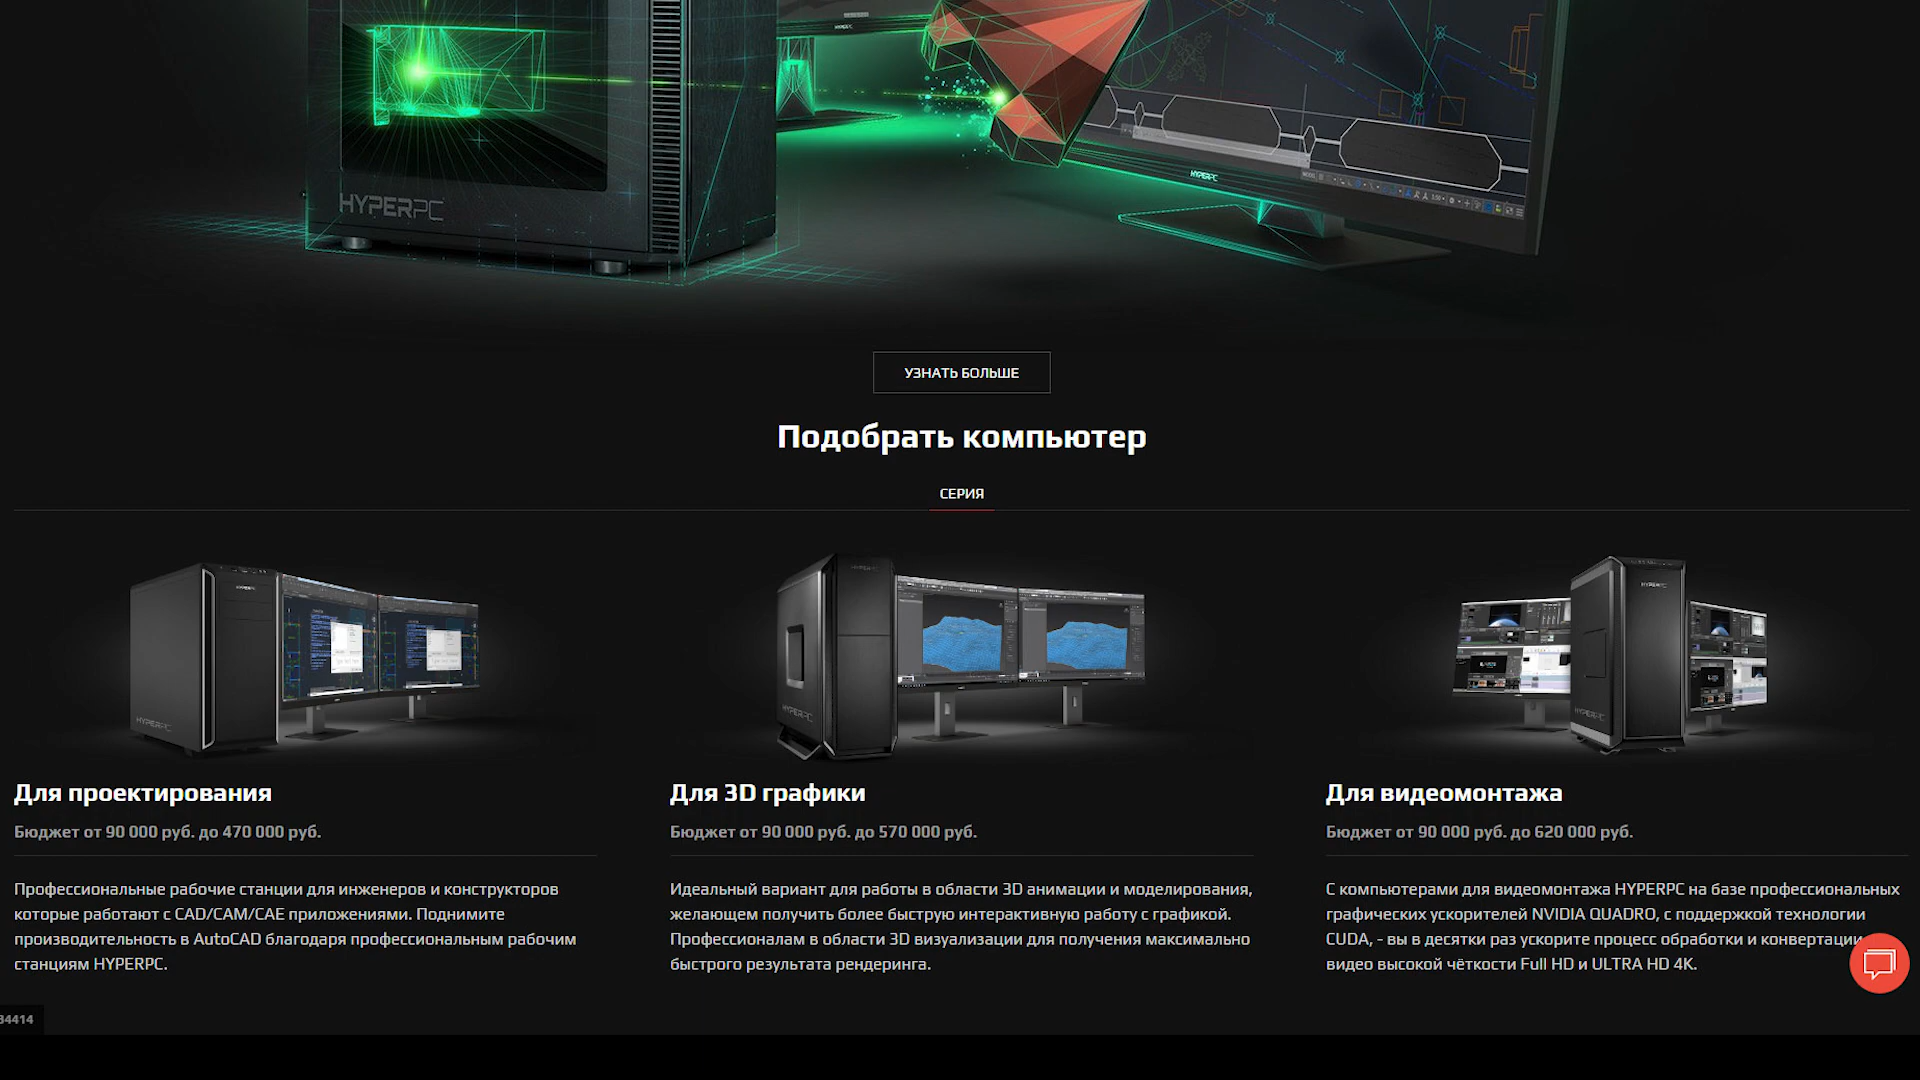 HYPERPC
HYPERPC
УЗНАТЬ БОЛЬШЕ
Подобрать компьютер
СЕРИЯ
HYPERPC
HYPERPC
HYPERPC
Для проектирования
Бюджет от 90 000 руб. до 470 000 руб.
Профессиональные рабочие станции для инженеров и конструкторов
которые работают с CAD/CAM/CAE приложениями. Поднимите
производительность в AutoCAD благодаря профессиональным рабочим
станциям HYPERPC.
Для 3D графики
Бюджет от 90 000 руб. до 570 000 руб.
Идеальный вариант для работы в области 3D анимации и моделирования,
желающем получить более быструю интерактивную работу с графикой.
Профессионалам в области 3D визуализации для получения максимально
быстрого результата рендеринга.
Для видеомонтажа
Бюджет от 90 000 руб. до 620 000 руб.
С компьютерами для видеомонтажа HYPERPC на базе профессиональных
графических ускорителей NVIDIA QUADRO, с поддержкой технологии
CUDA, - вы в десятки раз ускорите процесс обработки и конвертации
видео высокой чёткости Full HD и ULTRA HD 4K.
34414